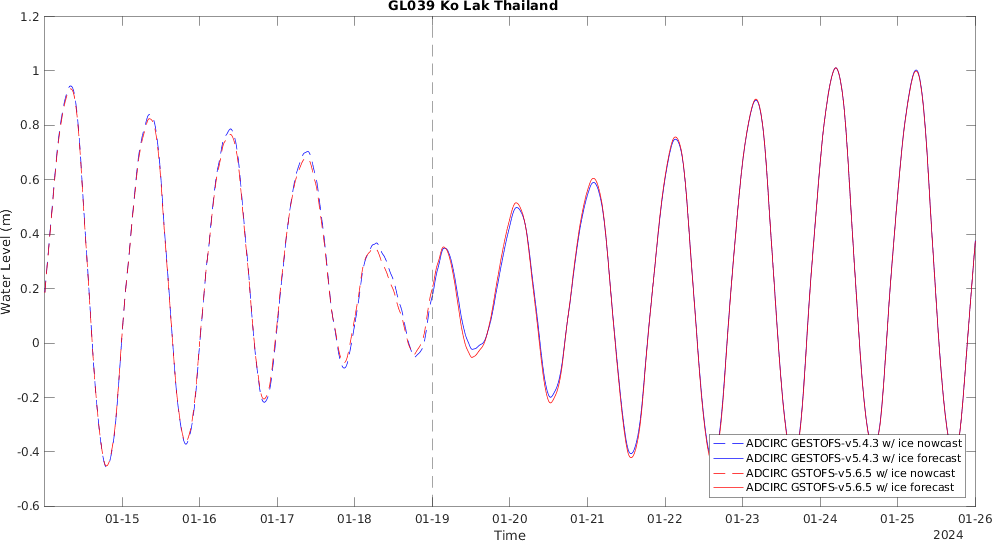 GL039 Ko Lak Thailand
1.2
1
0.8
0.6
0.4
0.2
0
-0.2
-0.4
-0.6
Water Level (m)
ADCIRC GESTOFS-v5.4.3 w/ ice nowcast
ADCIRC GESTOFS-v5.4.3 w/ ice forecast
ADCIRC GSTOFS-v5.6.5 w/ ice nowcast
ADCIRC GSTOFS-v5.6.5 w/ ice forecast
01-15 01-16 01-17 01-18 01-19 01-20 01-21 01-22 01-23 01-24 01-25 01-26
Time
2024